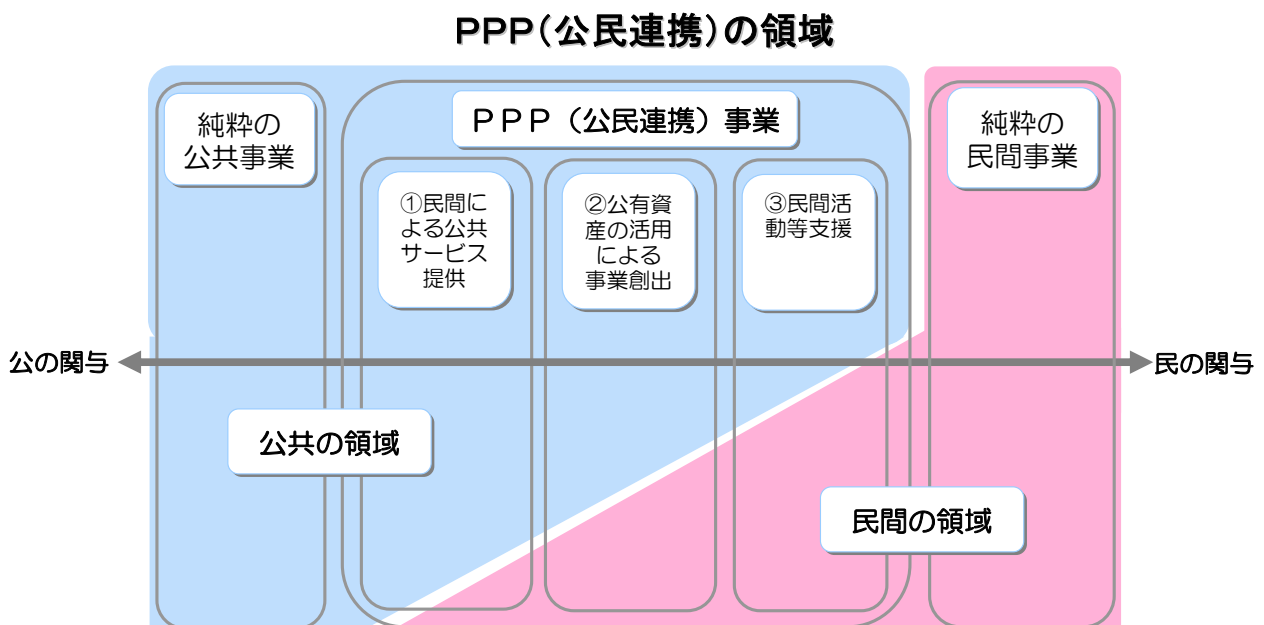 PPP(公民連携)の領域
純粋の
公共事業
ＰＰＰ（公民連携）事業
純粋の
民間事業
①民間に
よる公共
サービス
提供
②公有資
産の活用
による
事業創出
③民間活
動等支援
公の関与
民の関与
公共の領域
民間の領域